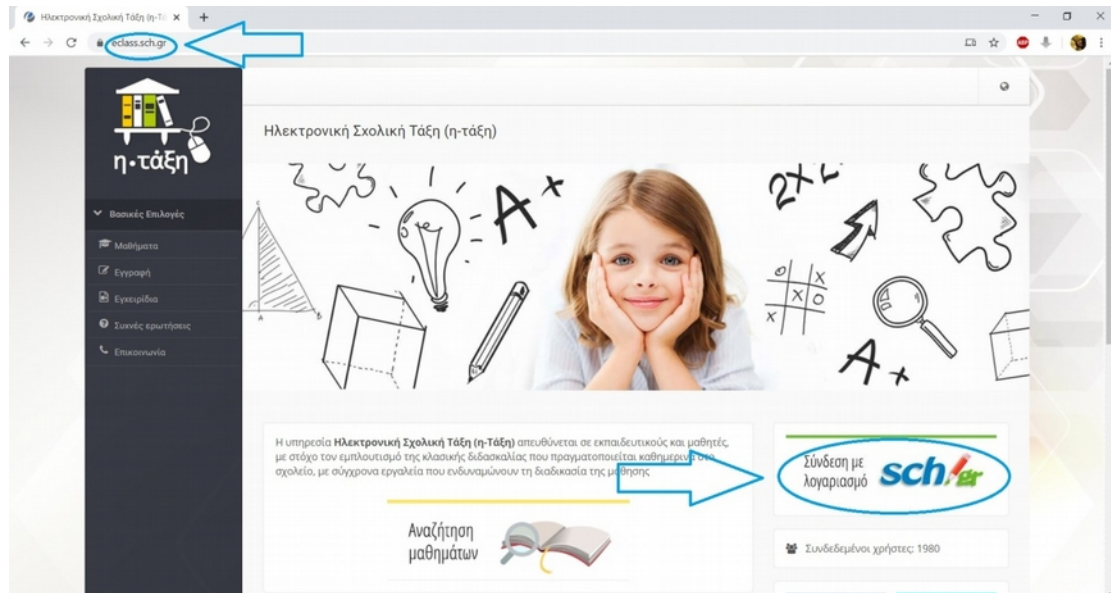 Ηλεκτρονική Σχολική Τάξη (η-Τά
eclass.sch.gr
ABP
η·τάξη
Βασικές Επιλογές
Μαθήματα
Εγγραφή
Εγχειρίδια
Συχνές ερωτήσεις
Επικοινωνία
Ηλεκτρονική Σχολική Τάξη (η-τάξη)
A+
2x2
C
A
B
O X
X O
X
A+
Η υπηρεσία Ηλεκτρονική Σχολική Τάξη (η-Τάξη) απευθύνεται σε εκπαιδευτικούς και μαθητές,
με στόχο τον εμπλουτισμό της κλασικής διδασκαλίας που πραγματοποιείται καθημερινά στο
σχολείο, με σύγχρονα εργαλεία που ενδυναμώνουν τη διαδικασία της μάθησης
Αναζήτηση
μαθημάτων
Σύνδεση με
λογαριασμό sch.gr
Συνδεδεμένοι χρήστες: 1980